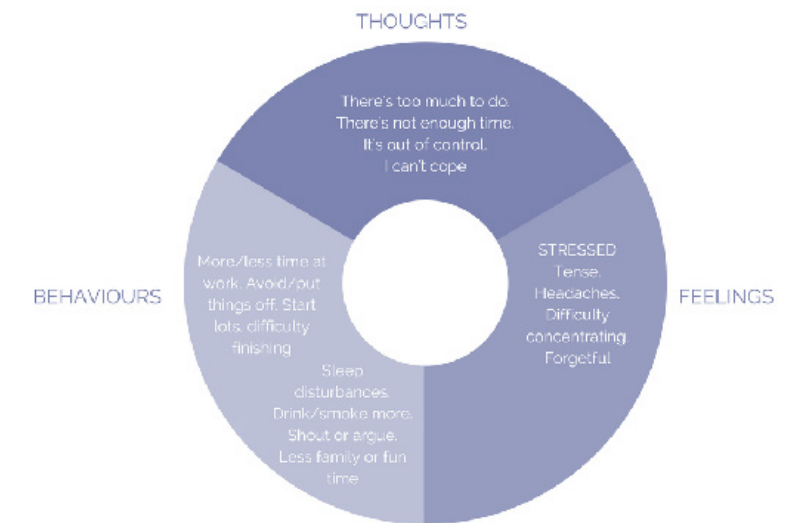 THOUGHTS
There's too much to do.
There's not enough time.
It's out of control.
I can't cope
FEELINGS
STRESSED
Tense.
Headaches.
Difficulty
concentrating
Forgetful
BEHAVIOURS
More/less time at
work. Avoid/put
things off. Start
lots, difficulty
finishing
Sleep
disturbances.
Drink/smoke more.
Shout or argue.
Less family or fun
time